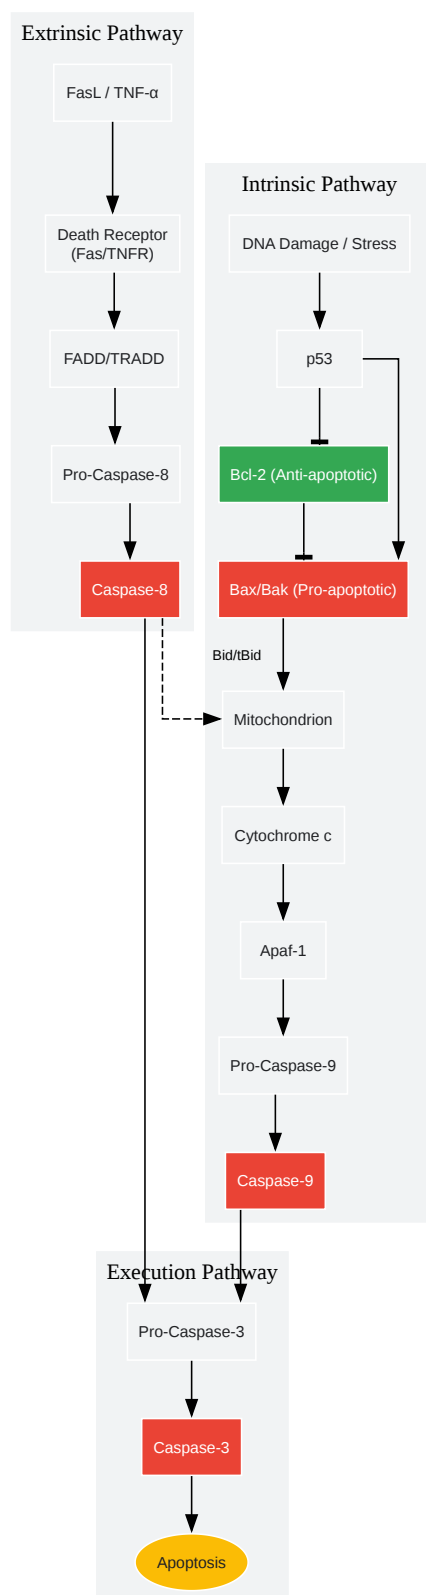 Extrinsic Pathway
FasL / TNF-α
Death Receptor
(Fas/TNFR)
FADD/TRADD
Pro-Caspase-8
Caspase-8
Intrinsic Pathway
DNA Damage / Stress
p53
Bcl-2 (Anti-apoptotic)
Bax/Bak (Pro-apoptotic)
Bid/tBid
Mitochondrion
Cytochrome c
Apaf-1
Pro-Caspase-9
Caspase-9
Execution Pathway
Pro-Caspase-3
Caspase-3
Apoptosis